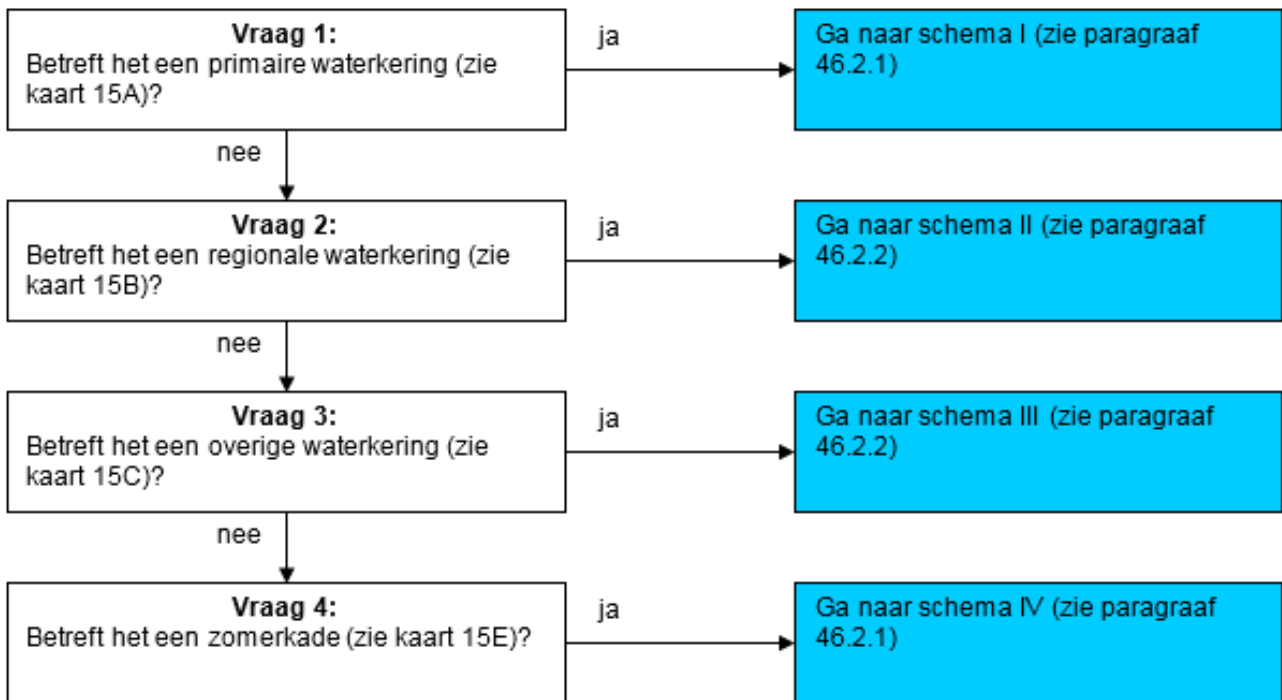 Vraag 1:
Betreft het een primaire waterkering (zie
kaart 15A)?
ja
Ga naar schema I (zie paragraaf
46.2.1)
nee
Vraag 2:
Betreft het een regionale waterkering (zie
kaart 15B)?
ja
Ga naar schema II (zie paragraaf
46.2.2)
nee
Vraag 3:
Betreft het een overige waterkering (zie
kaart 15C)?
ja
Ga naar schema III (zie paragraaf
46.2.2)
nee
Vraag 4:
Betreft het een zomerkade (zie kaart 15E)?
ja
Ga naar schema IV (zie paragraaf
46.2.1)